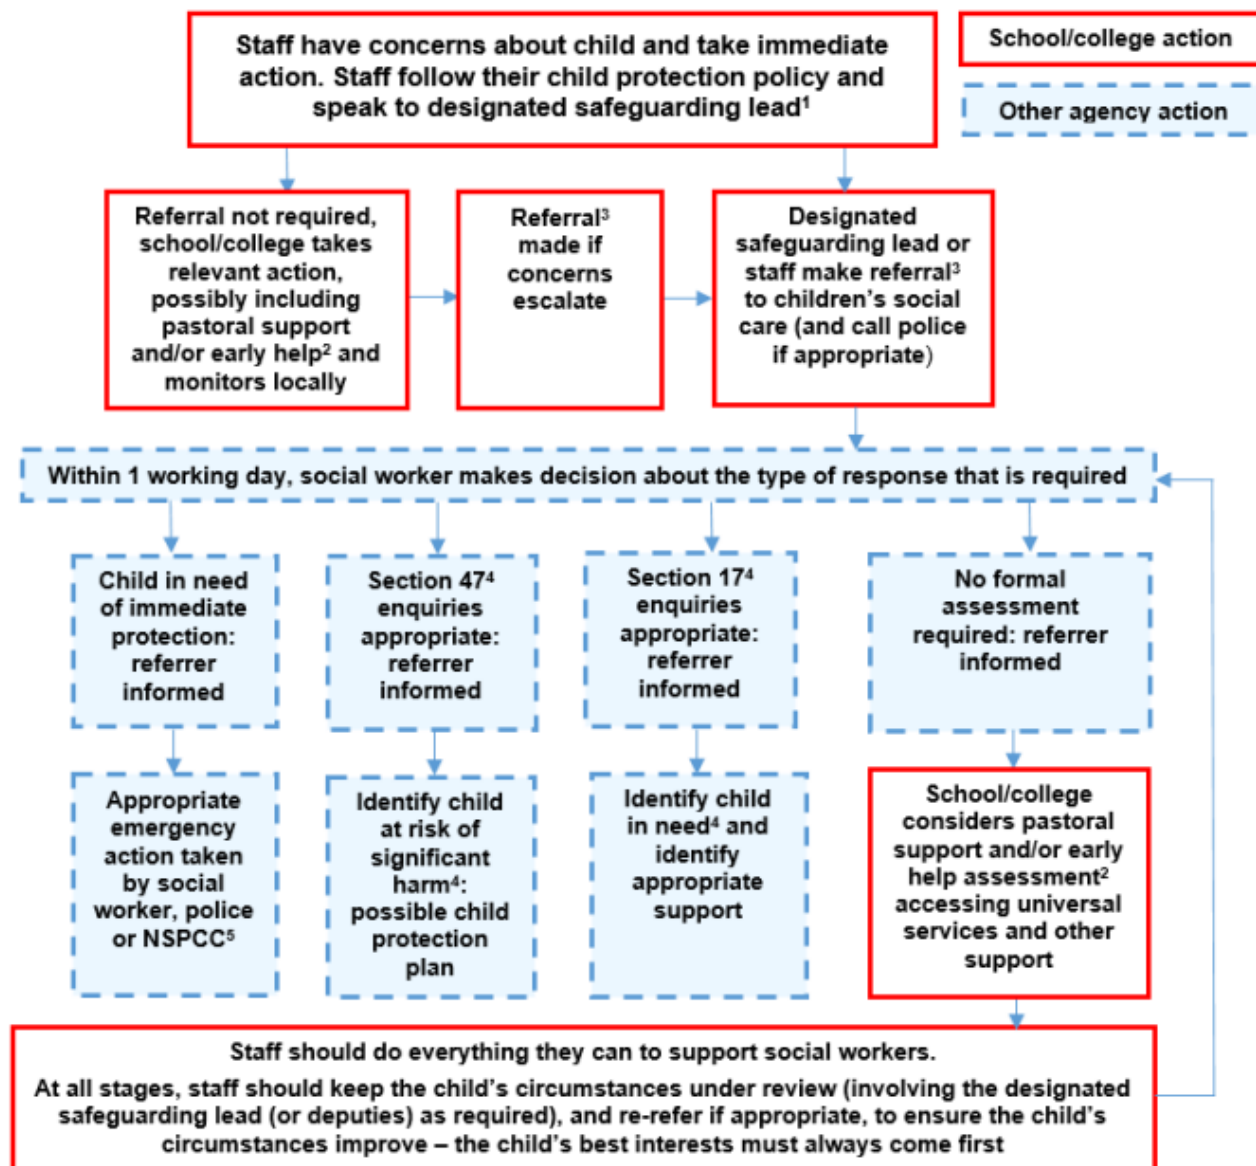 Staff have concerns about child and take immediate
action. Staff follow their child protection policy and
speak to designated safeguarding lead¹
School/college action
Other agency action
Referral not required,
school/college takes
relevant action,
possibly including
pastoral support
and/or early help² and
monitors locally
Referral³
made if
concerns
escalate
Designated
safeguarding lead or
staff make referral³
to children’s social
care (and call police
if appropriate)
Within 1 working day, social worker makes decision about the type of response that is required
Child in need
of immediate
protection:
referrer
informed
Section 47⁴
enquiries
appropriate:
referrer
informed
Section 17⁴
enquiries
appropriate:
referrer
informed
No formal
assessment
required: referrer
informed
Appropriate
emergency
action taken
by social
worker, police
or NSPCC⁵
Identify child
at risk of
significant
harm⁴:
possible child
protection
plan
Identify child
in need⁴ and
identify
appropriate
support
School/college
considers pastoral
support and/or early
help assessment²
accessing universal
services and other
support
Staff should do everything they can to support social workers.
At all stages, staff should keep the child’s circumstances under review (involving the designated
safeguarding lead (or deputies) as required), and re-refer if appropriate, to ensure the child’s
circumstances improve – the child’s best interests must always come first